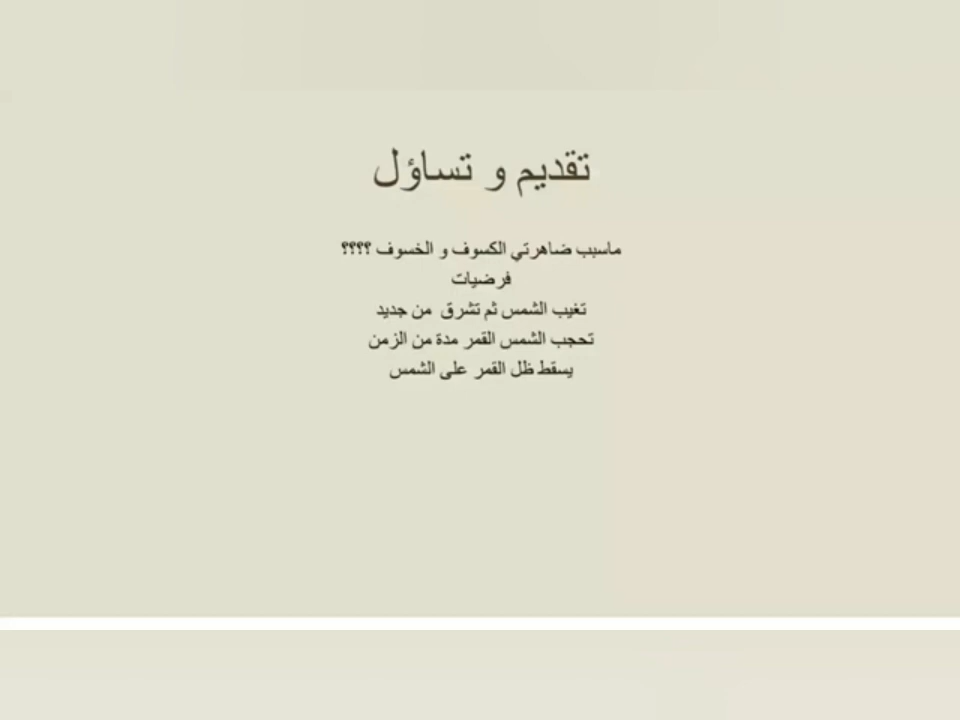 تقديم و تساؤل
ماسبب ضاهرتي الكسوف و الخسوف ؟؟؟؟
فرضيات
تغيب الشمس ثم تشرق من جديد
تحجب الشمس القمر مدة من الزمن
يسقط ظل القمر على الشمس